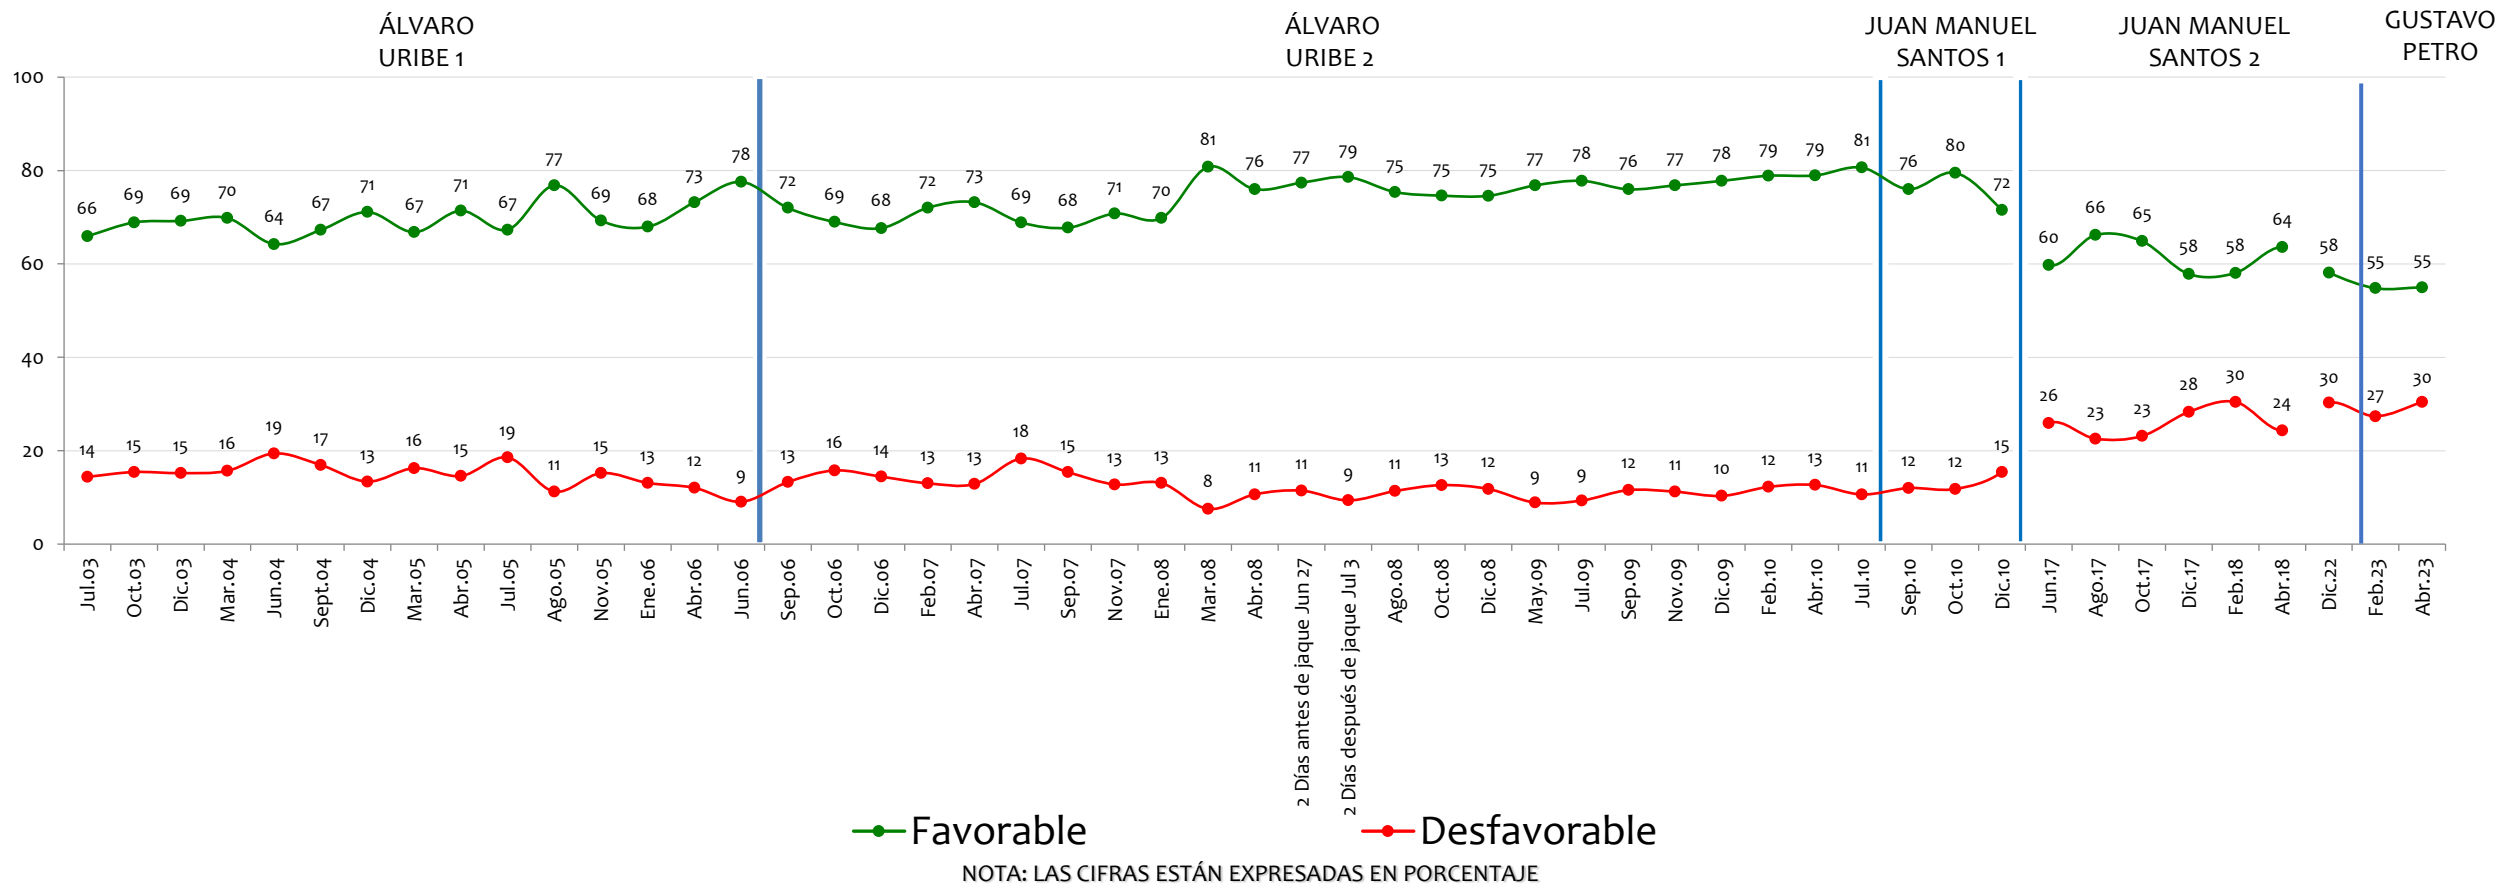 ÁLVARO
URIBE 1
ÁLVARO
URIBE 2
JUAN MANUEL
SANTOS 1
JUAN MANUEL
SANTOS 2
GUSTAVO
PETRO
100
80
60
40
20
0
66 69 69 70 64 67 71 67 71 67 77 69 68 73 78 72 69 68 72 73 69 68 71 70 81 76 77 79 75 75 75 77 78 76 77 78 79 79 81 76 80 72 60 66 65 58 58 64 58 55 55
14 15 15 16 19 17 13 16 15 19 11 15 13 12 9 13 16 14 13 13 18 15 13 13 8 11 11 9 11 13 12 9 9 12 11 10 12 13 11 12 12 15 26 23 23 28 30 24 30 27 30
Jul.03
Oct.03
Dic.03
Mar.04
Jun.04
Sept.04
Dic.04
Mar.05
Abr.05
Jul.05
Ago.05
Nov.05
Ene.06
Abr.06
Jun.06
Sep.06
Oct.06
Dic.06
Feb.07
Abr.07
Jul.07
Sep.07
Nov.07
Ene.08
Mar.08
Abr.08
2 Días antes de jaque Jun 27
2 Días después de jaque Jul 3
Ago.08
Oct.08
Dic.08
May.09
Jul.09
Sep.09
Nov.09
Dic.09
Feb.10
Abr.10
Jul.10
Sep.10
Oct.10
Dic.10
Jun.17
Ago.17
Oct.17
Dic.17
Feb.18
Abr.18
Dic.22
Feb.23
Abr.23
Favorable
Desfavorable
NOTA: LAS CIFRAS ESTÁN EXPRESADAS EN PORCENTAJE